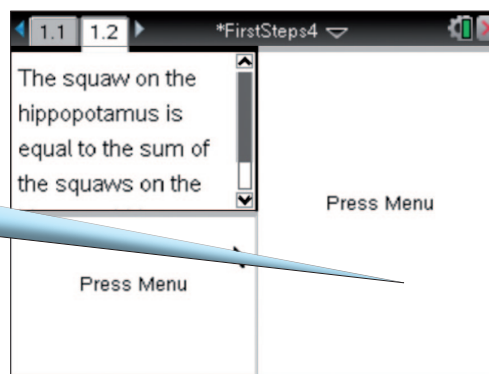 1.1 1.2 *FirstSteps4
The squaw on the
hippopotamus is
equal to the sum of
the squaws on the
Press Menu
Press Menu